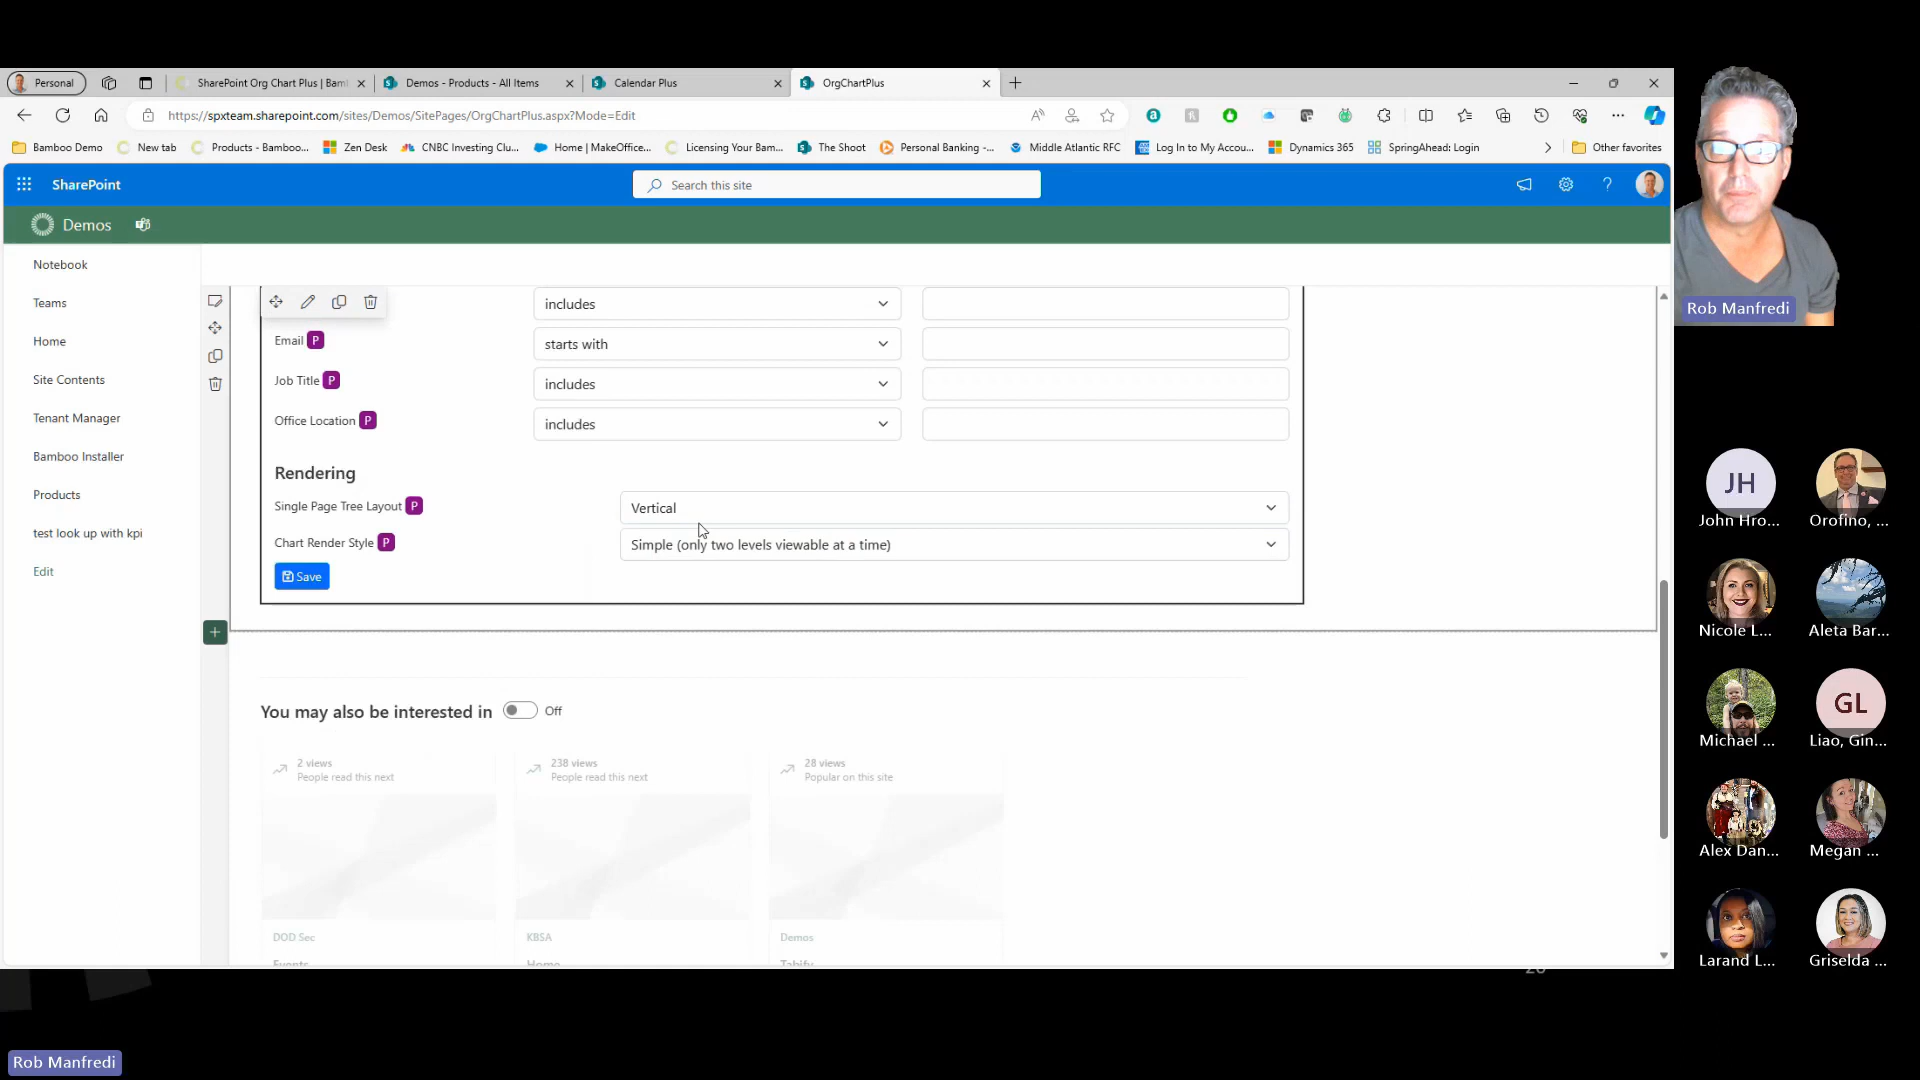 Personal
SharePoint Org Chart Plus | Bam
Demos - Products - All Items
Calendar Plus
OrgChartPlus
https://spxteam.sharepoint.com/sites/Demos/SitePages/OrgChartPlus.aspx?Mode=Edit
Bamboo Demo
New tab
Products - Bamboo...
Zen Desk
CNBC Investing Clu...
Home | MakeOffice...
Licensing Your Bam...
The Shoot
Personal Banking -...
Middle Atlantic RFC
Log In to My Accou...
Dynamics 365
SpringAhead: Login
Other favorites
SharePoint
Search this site
Demos
Notebook
Teams
Home
Site Contents
Tenant Manager
Bamboo Installer
Products
test look up with kpi
Edit
includes
Email P
starts with
Job Title P
includes
Office Location P
includes
Rendering
Single Page Tree Layout P
Vertical
Chart Render Style P
Simple (only two levels viewable at a time)
Save
You may also be interested in
Off
2 views
People read this next
238 views
People read this next
28 views
Popular on this site
DOD Sec
KBSA
Demos
Events
Home
Tabify
Rob Manfredi
JH
John Hro...
Orofino, ...
Nicole L...
Aleta Bar...
Michael ...
GL
Liao, Gin...
Alex Dan...
Megan ...
Larand L...
Griselda ...
Rob Manfredi